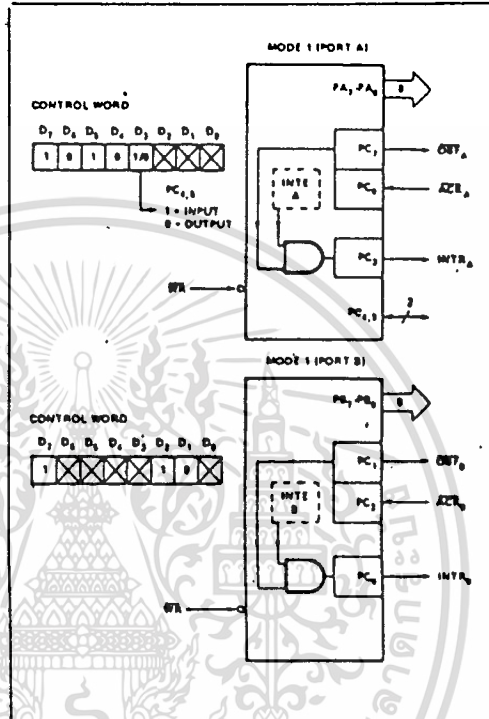 MODE 1 (PORT A)
PA7-PA0
8
CONTROL WORD
D7 D6 D5 D4 D3 D2 D1 D0
1 0 1 0 1/0
PC4,5
1 = INPUT
0 = OUTPUT
PC7
OBFA
INTE
A
PC6
ACKA
PC3
INTRA
WR
PC4,5
2
MODE 1 (PORT B)
PB7-PB0
8
CONTROL WORD
D7 D6 D5 D4 D3 D2 D1 D0
1 1 0
PC1
OBFB
INTE
B
PC2
ACKB
PC0
INTRB
WR